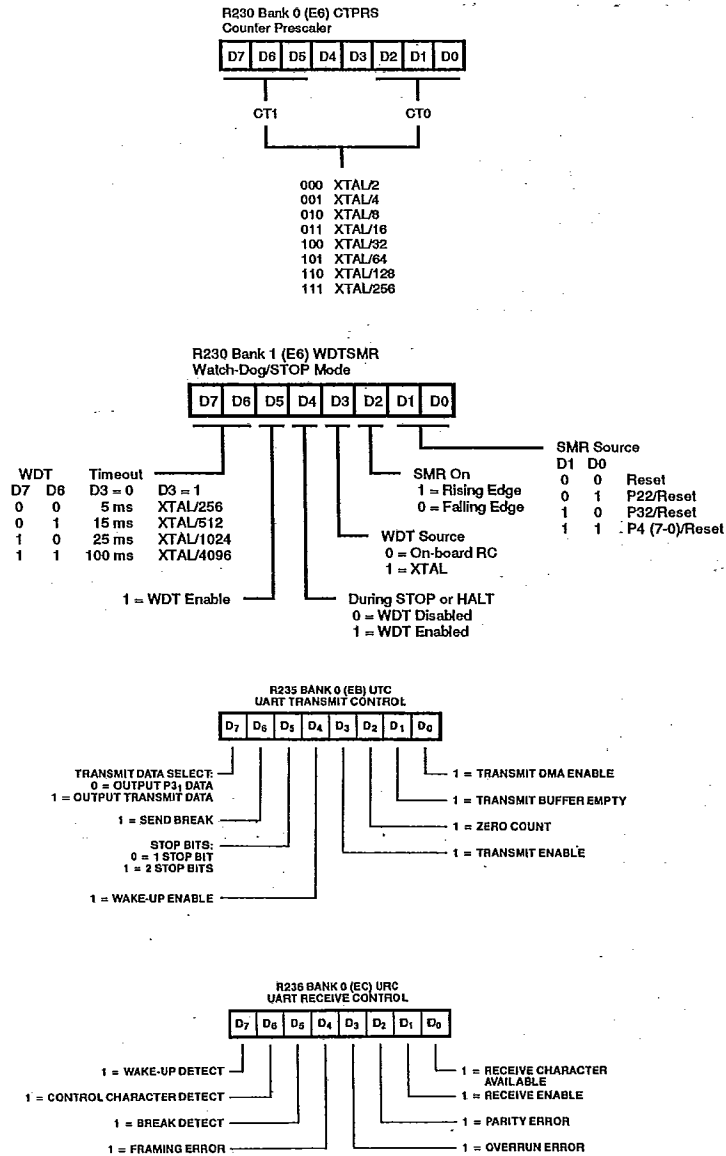 R230 Bank 0 (E6) CTPRS
Counter Prescaler
D7 D6 D5 D4 D3 D2 D1 D0
CT1 CT0
000 XTAL/2
001 XTAL/4
010 XTAL/8
011 XTAL/16
100 XTAL/32
101 XTAL/64
110 XTAL/128
111 XTAL/256
R230 Bank 1 (E6) WDTSMR
Watch-Dog/STOP Mode
D7 D6 D5 D4 D3 D2 D1 D0
WDT Timeout
D7 D6 D3 = 0 D3 = 1
0 0 5 ms XTAL/256
0 1 15 ms XTAL/512
1 0 25 ms XTAL/1024
1 1 100 ms XTAL/4096
1 = WDT Enable
During STOP or HALT
0 = WDT Disabled
1 = WDT Enabled
WDT Source
0 = On-board RC
1 = XTAL
SMR On
1 = Rising Edge
0 = Falling Edge
SMR Source
D1 D0
0 0 Reset
0 1 P22/Reset
1 0 P32/Reset
1 1 P4 (7-0)/Reset
R235 BANK 0 (EB) UTC
UART TRANSMIT CONTROL
D7 D6 D5 D4 D3 D2 D1 D0
TRANSMIT DATA SELECT:
0 = OUTPUT P31 DATA
1 = OUTPUT TRANSMIT DATA
1 = SEND BREAK
STOP BITS:
0 = 1 STOP BIT
1 = 2 STOP BITS
1 = WAKE-UP ENABLE
1 = TRANSMIT DMA ENABLE
1 = TRANSMIT BUFFER EMPTY
1 = ZERO COUNT
1 = TRANSMIT ENABLE
R236 BANK 0 (EC) URC
UART RECEIVE CONTROL
D7 D6 D5 D4 D3 D2 D1 D0
1 = WAKE-UP DETECT
1 = CONTROL CHARACTER DETECT
1 = BREAK DETECT
1 = FRAMING ERROR
1 = RECEIVE CHARACTER
AVAILABLE
1 = RECEIVE ENABLE
1 = PARITY ERROR
1 = OVERRUN ERROR